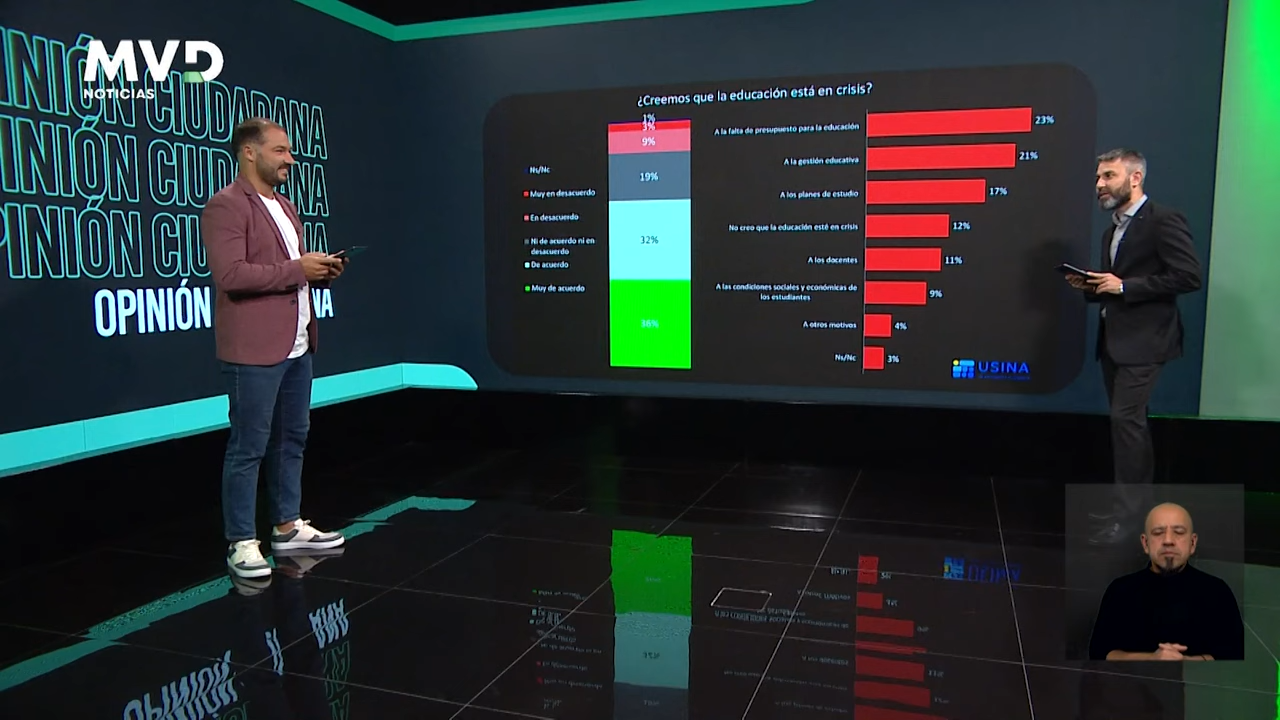 MVD
NOTICIAS
INIÓN CIUDADANA
OPINIÓN
NA
¿Creemos que la educación está en crisis?
1%
3%
9%
19%
32%
36%
Ns/Nc
Muy en desacuerdo
En desacuerdo
Ni de acuerdo ni en
desacuerdo
De acuerdo
Muy de acuerdo
A la falta de presupuesto para la educación
23%
A la gestión educativa
21%
A los planes de estudio
17%
No creo que la educación esté en crisis
12%
A los docentes
11%
A las condiciones sociales y económicas de
los estudiantes
9%
A otros motivos
4%
Ns/Nc
3%
USINA